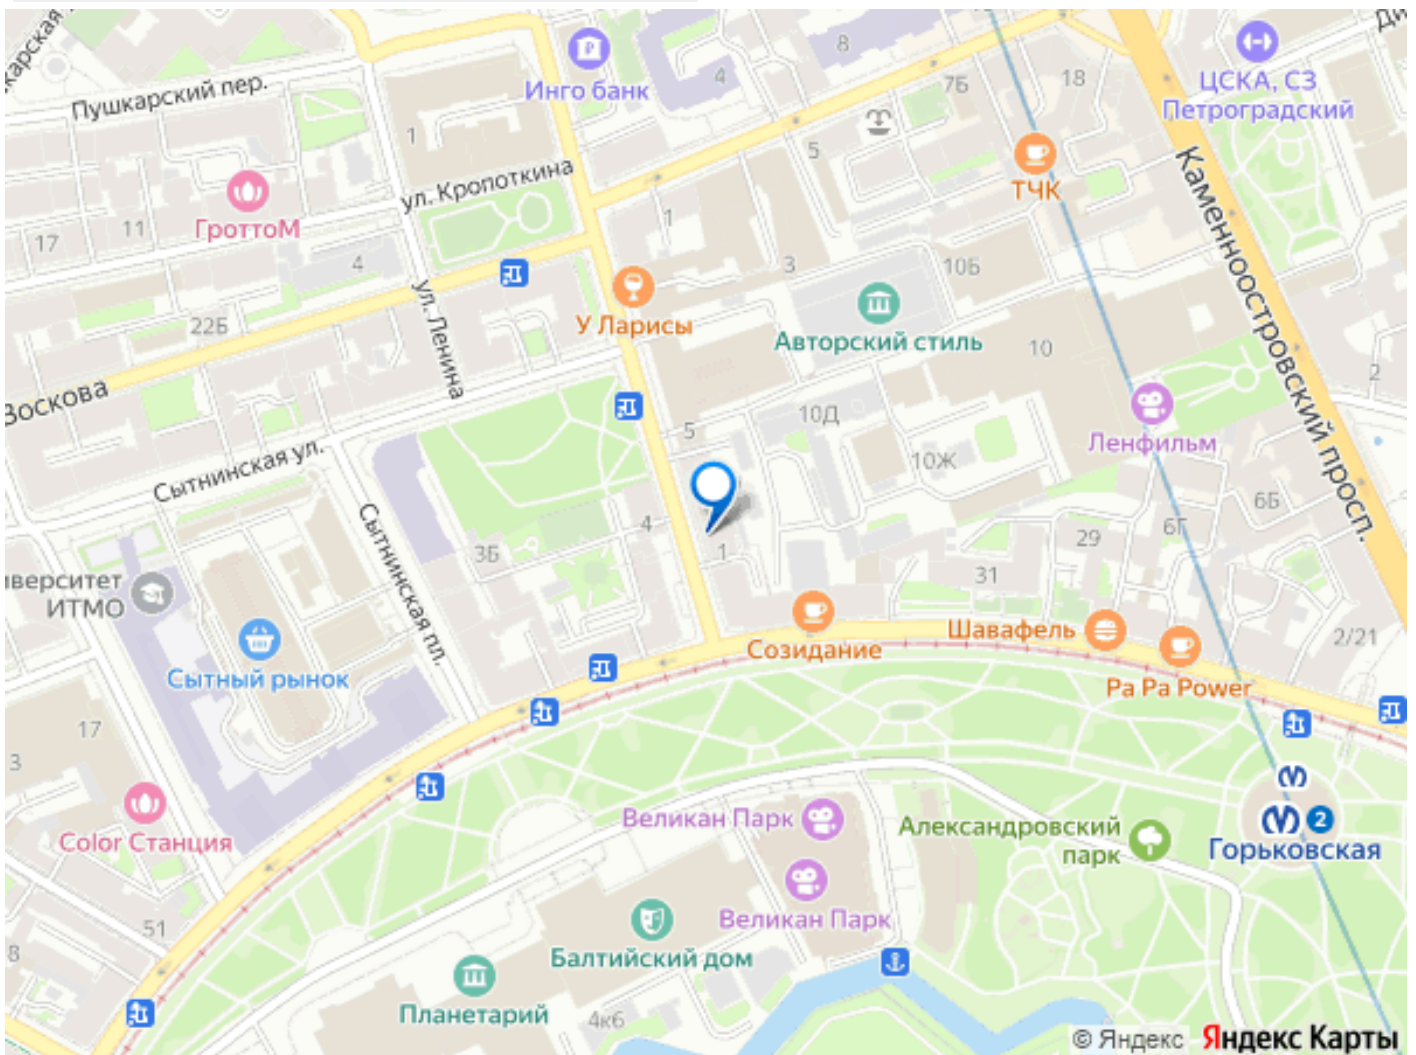 Пушкарский пер.
Инго банк
8
4
7Б
18
ЦСКА, СЗ
Петроградский
1
5
ТЧК
ул. Кропоткина
ГроттоМ
17
11
4
1
3
10Б
Каменноостровский просп.
22Б
ул. Ленина
У Ларисы
Авторский стиль
10
2
Воскова
5
10Д
Ленфильм
Сытнинская ул.
10Ж
6Б
Сытнинская пл.
3Б
4
1
6Г
29
31
ИТМО
Сытный рынок
Созидание
Шавафель
2/21
Pa Pa Power
17
3
Color Станция
Великан Парк
Александровский
парк
2
Горьковская
Великан Парк
51
8
Балтийский дом
Планетарий
4к6
© Яндекс Яндекс Карты